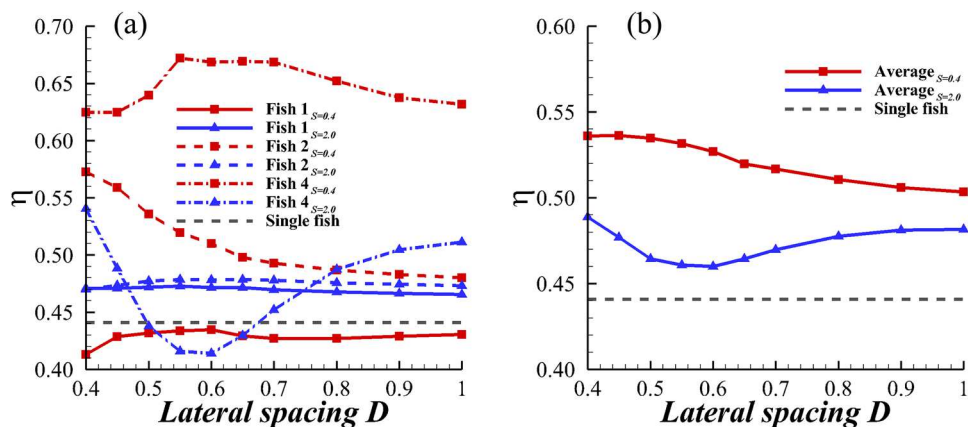 (a)
0.70
0.65
0.60
0.55
0.50
0.45
0.40
η
Fish 1 S=0.4
Fish 1 S=2.0
Fish 2 S=0.4
Fish 2 S=2.0
Fish 4 S=0.4
Fish 4 S=2.0
Single fish
0.4 0.5 0.6 0.7 0.8 0.9 1
Lateral spacing D
(b)
0.60
0.55
0.50
0.45
0.40
η
Average S=0.4
Average S=2.0
Single fish
0.4 0.5 0.6 0.7 0.8 0.9 1
Lateral spacing D